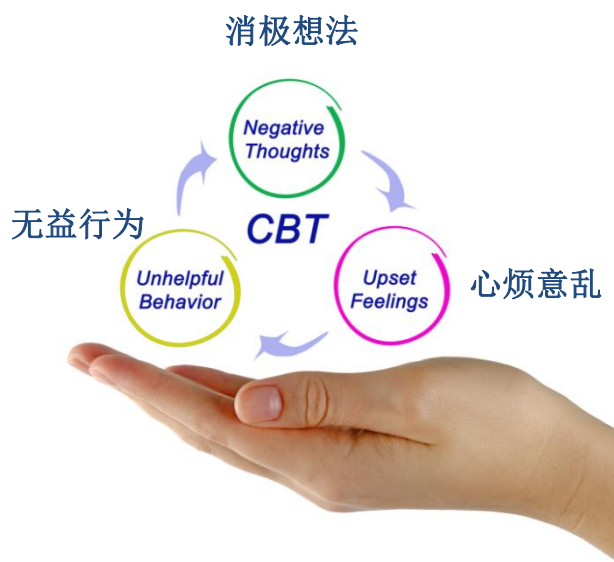 消极想法
Negative
Thoughts
无益行为
CBT
Unhelpful
Behavior
Upset
Feelings
心烦意乱